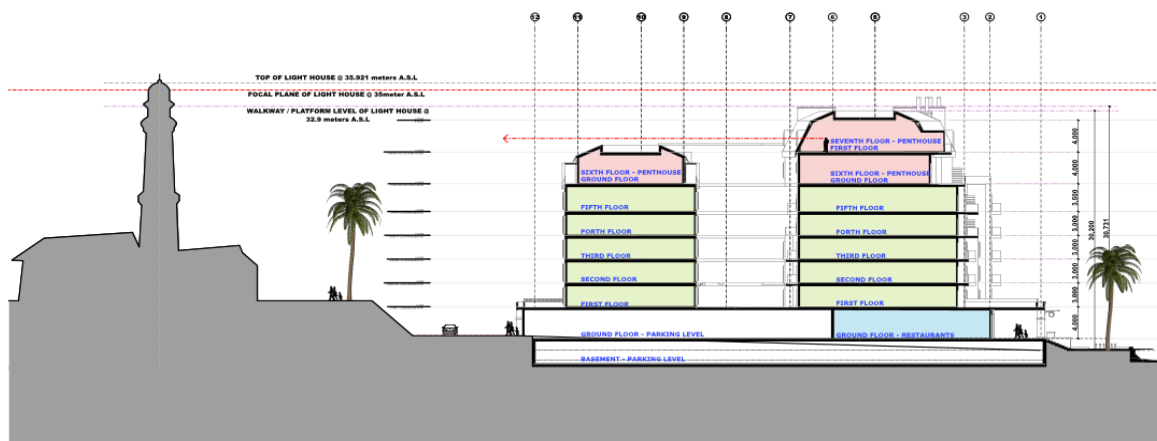 12 11 10 9 8 7 6 5 3 2 1
TOP OF LIGHT HOUSE @ 35.921 meters A.S.L
FOCAL PLANE OF LIGHT HOUSE @ 35meter A.S.L
WALKWAY / PLATFORM LEVEL OF LIGHT HOUSE @
32.9 meters A.S.L
SIXTH FLOOR - PENTHOUSE
GROUND FLOOR
FIFTH FLOOR
FORTH FLOOR
THIRD FLOOR
SECOND FLOOR
FIRST FLOOR
GROUND FLOOR - PARKING LEVEL
BASEMENT - PARKING LEVEL
SEVENTH FLOOR - PENTHOUSE
FIRST FLOOR
SIXTH FLOOR - PENTHOUSE
GROUND FLOOR
FIFTH FLOOR
FORTH FLOOR
THIRD FLOOR
SECOND FLOOR
FIRST FLOOR
GROUND FLOOR - RESTAURANTS
4,000
4,000
3,500
3,000
3,000
3,000
3,000
4,000
30,200
30,731